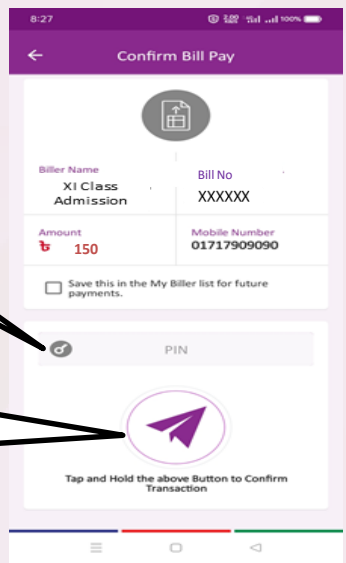 8:27 100%
Confirm Bill Pay
Biller Name
Bill No
XI Class
Admission
XXXXXX
Amount
Mobile Number
৳ 150
01717909090
Save this in the My Biller list for future
payments.
PIN
Tap and Hold the above Button to Confirm
Transaction